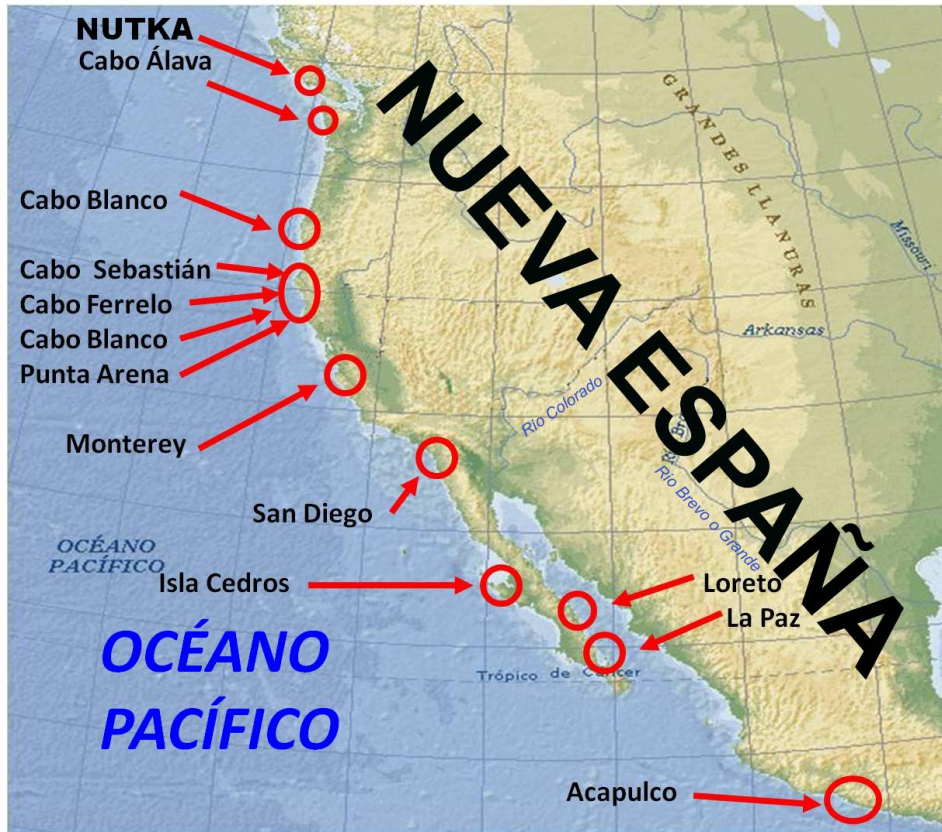 NUTKA
Cabo Álava
NUEVA ESPAÑA
GRANDES LLANURAS
Missouri
Cabo Blanco
Cabo Sebastián
Cabo Ferrelo
Cabo Blanco
Punta Arena
Arkansas
Río Colorado
Monterey
Río Brevo o Grande
San Diego
OCÉANO
PACÍFICO
Isla Cedros
Loreto
La Paz
OCÉANO
PACÍFICO
Trópico de Cáncer
Acapulco